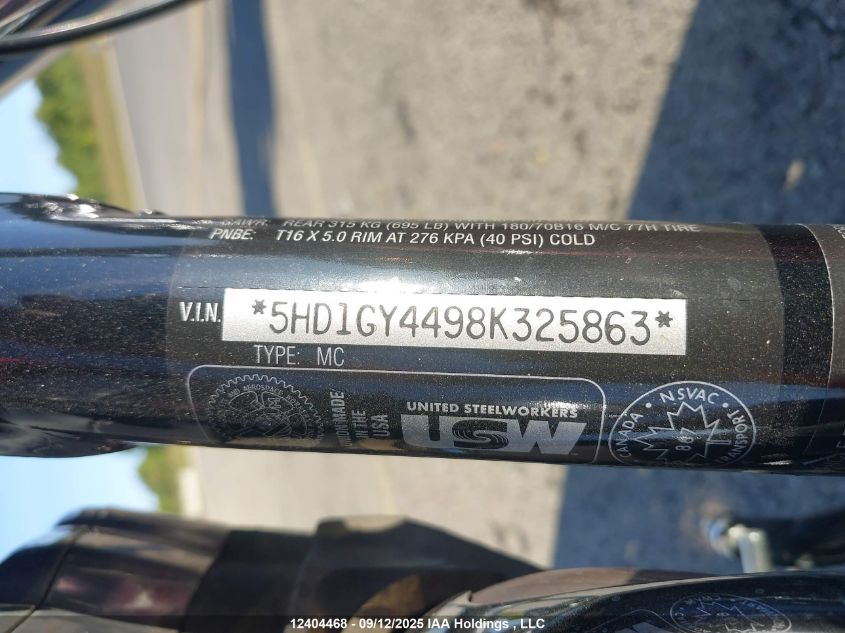 GAWR: REAR 315 KG (695 LB) WITH 180/70B16 M/C 77H TIRE
PNBE: T16 X 5.0 RIM AT 276 KPA (40 PSI) COLD
V.I.N. *5HD1GY4498K325863*
TYPE: MC
MADE
IN THE
USA
UNITED STEELWORKERS
USW
NSVAC
CANADA
TRANSPORT
12404468 - 09/12/2025 IAA Holdings , LLC